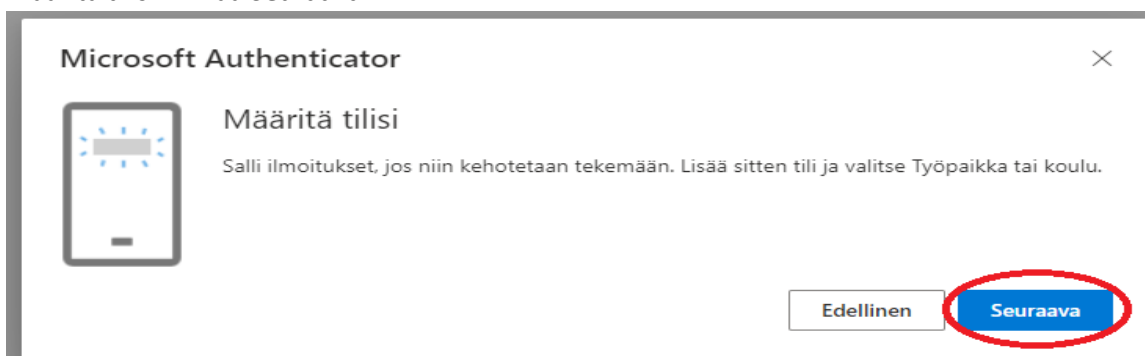 Microsoft Authenticator
Määritä tilisi
Salli ilmoitukset, jos niin kehotetaan tekemään. Lisää sitten tili ja valitse Työpaikka tai koulu.
Edellinen
Seuraava